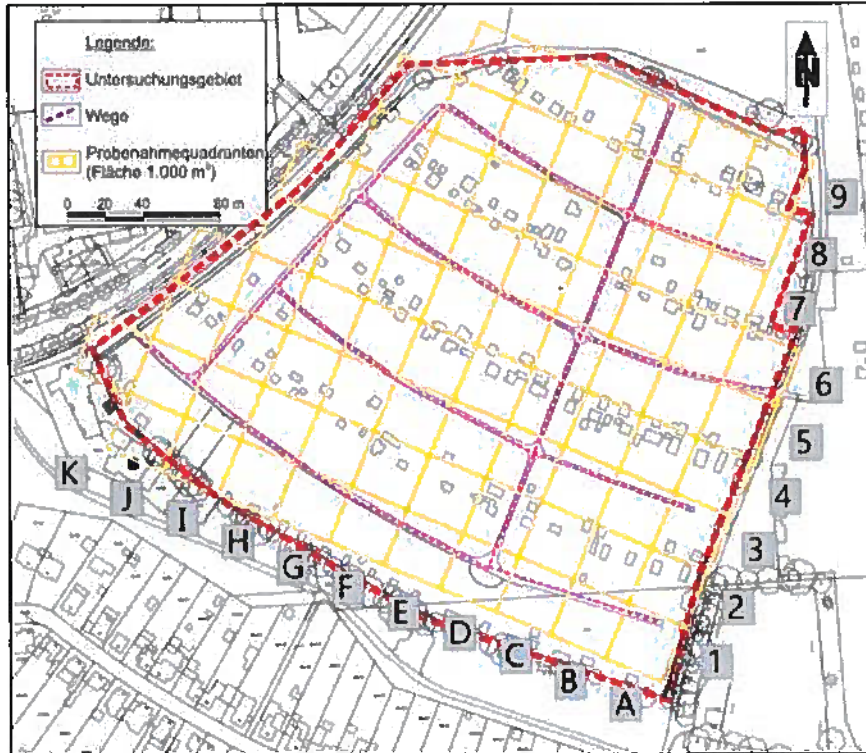 Legende:
Untersuchungsgebiet
Wege
Probenahmequadranten
(Fläche 1.000 m²)
0 20 40 80 m
N
9
8
7
6
5
4
3
2
1
K
J
I
H
G
F
E
D
C
B
A